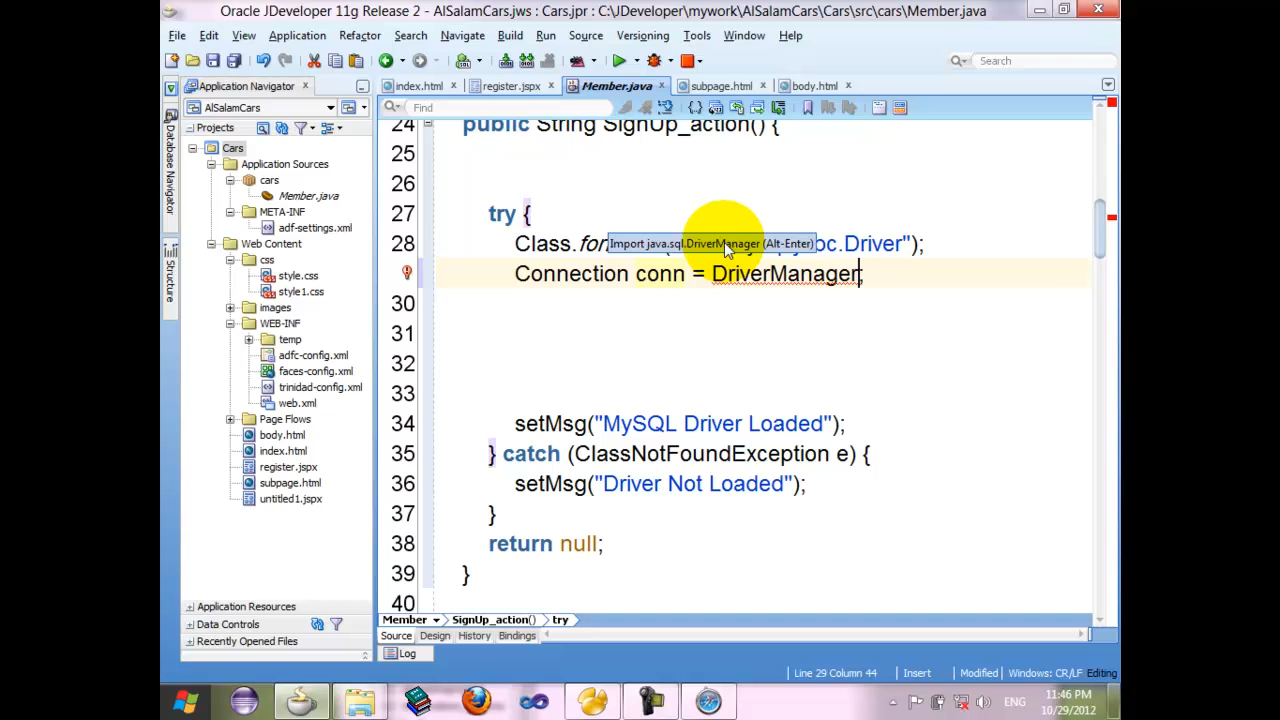 Oracle JDeveloper 11g Release 2 - AlSalamCars.jws : Cars.jpr : C:\JDeveloper\mywork\AlSalamCars\Cars\src\cars\Member.java
File Edit View Application Refactor Search Navigate Build Run Source Versioning Tools Window Help
Search
Application Navigator
index.html register.jspx Member.java subpage.html body.html
AlSalamCars
Find
Projects
Cars
Application Sources
cars
Member.java
META-INF
adf-settings.xml
Web Content
css
style.css
style1.css
images
WEB-INF
temp
adfc-config.xml
faces-config.xml
trinidad-config.xml
web.xml
Page Flows
body.html
index.html
register.jspx
subpage.html
untitled1.jspx
Application Resources
Data Controls
Recently Opened Files
Database Navigator
Structure
24 public String SignUp_action() {
25
26
27 try {
28 Class.for
oc.Driver");
Import java.sql.DriverManager (Alt-Enter)
Connection conn = DriverManager;
30
31
32
33
34 setMsg("MySQL Driver Loaded");
35 } catch (ClassNotFoundException e) {
36 setMsg("Driver Not Loaded");
37 }
38 return null;
39 }
40
Member SignUp_action() try
Source Design History Bindings
Log
Line 29 Column 44 Insert Modified Windows: CR/LF Editing
ENG
11:46 PM
10/29/2012